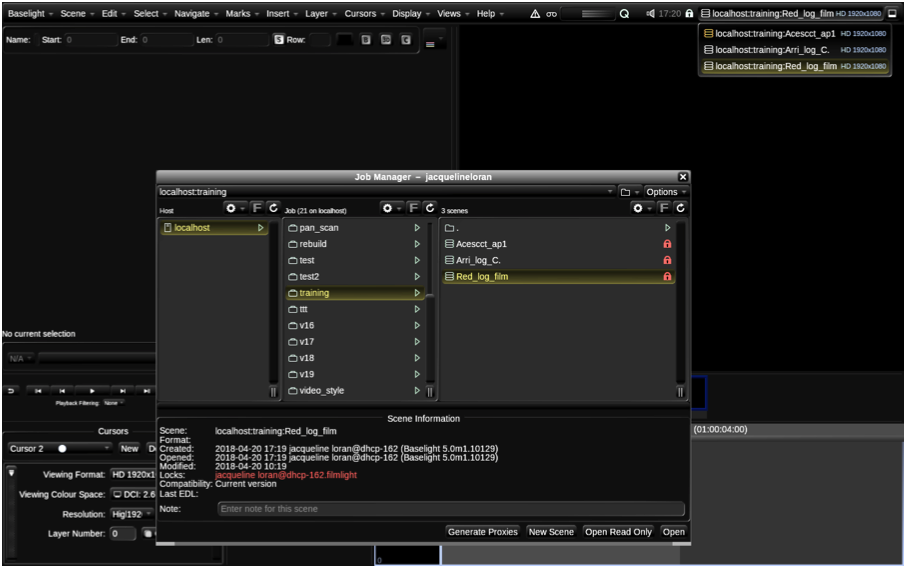 Baselight Scene Edit Select Navigate Marks Insert Layer Cursors Display Views Help 17:20 localhost:training:Red_log_film HD 1920x1080
localhost:training:Acescct_ap1 HD 1920x1080
localhost:training:Arri_log_C. HD 1920x1080
localhost:training:Red_log_film HD 1920x1080
Name: Start: 0 End: 0 Len: 0 S Row:
Job Manager – jacquelineloran
localhost:training Options
Host F Job (21 on localhost) F 3 scenes F
localhost pan_scan .
rebuild Acescct_ap1
test Arri_log_C.
test2 Red_log_film
training
ttt
v16
v17
v18
v19
video_style
No current selection
N/A
Playback Filtering: None
Cursors
Cursor 2 New
Viewing Format: HD 1920x1
Viewing Colour Space: DCI: 2.6
Resolution: High|192
Layer Number: 0
Scene Information
Scene: localhost:training:Red_log_film
Format:
Created: 2018-04-20 17:19 jacqueline loran@dhcp-162 (Baselight 5.0m1.10129)
Opened: 2018-04-20 17:19 jacqueline loran@dhcp-162 (Baselight 5.0m1.10129)
Modified: 2018-04-20 10:19
Locks: jacqueline loran@dhcp-162.filmlight
Compatibility: Current version
Last EDL:
Note: Enter note for this scene
Generate Proxies New Scene Open Read Only Open
(01:00:04:00)
0